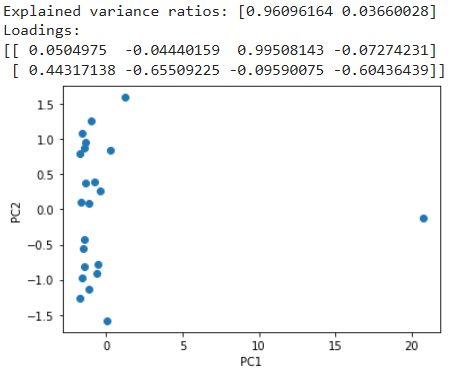 Explained variance ratios: [0.96096164 0.03660028]
Loadings:
[[ 0.0504975  -0.04440159  0.99508143 -0.07274231]
 [ 0.44317138 -0.65509225 -0.09590075 -0.60436439]]
1.5
1.0
0.5
0.0
-0.5
-1.0
-1.5
PC2
0 5 10 15 20
PC1